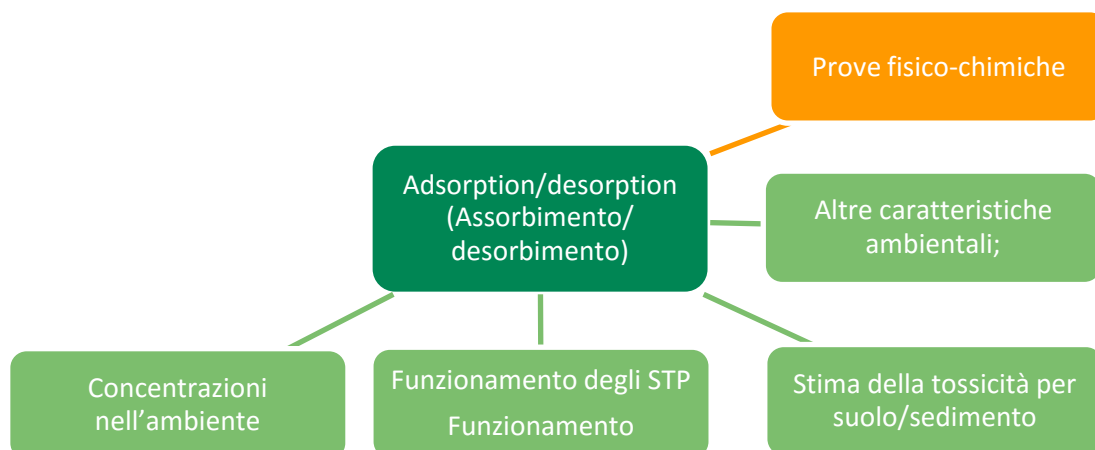 Prove fisico-chimiche
Adsorption/desorption
(Assorbimento/
desorbimento)
Altre caratteristiche
ambientali;
Concentrazioni
nell’ambiente
Funzionamento degli STP
Funzionamento
Stima della tossicità per
suolo/sedimento